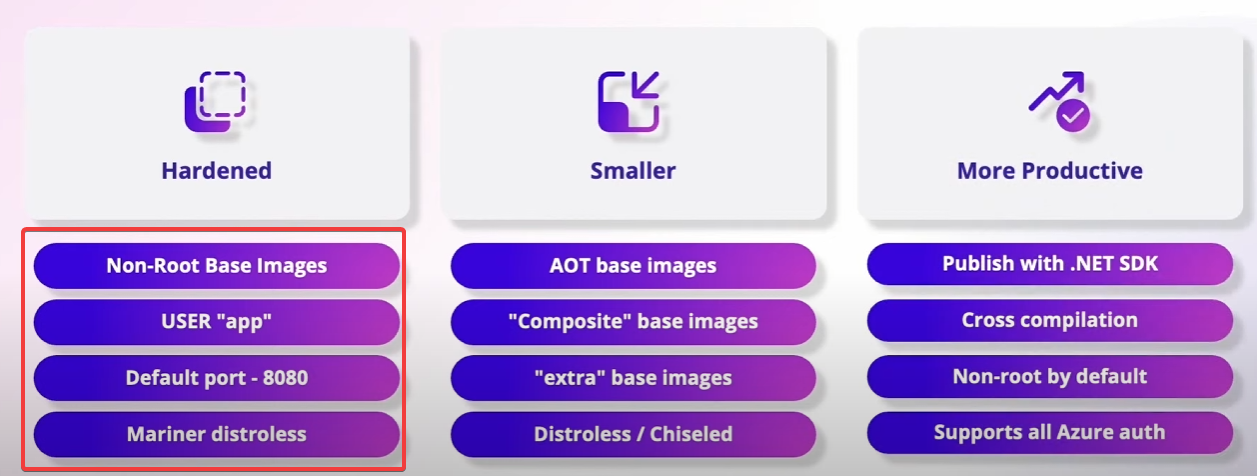 Hardened
Non-Root Base Images
USER "app"
Default port - 8080
Mariner distroless
Smaller
AOT base images
"Composite" base images
"extra" base images
Distroless / Chiseled
More Productive
Publish with .NET SDK
Cross compilation
Non-root by default
Supports all Azure auth